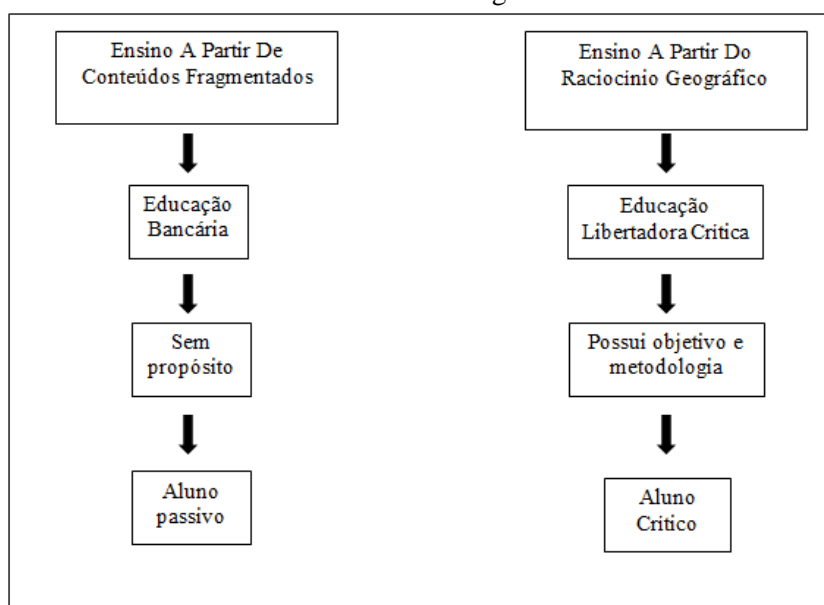 Ensino A Partir De
Conteúdos Fragmentados
Educação
Bancária
Sem
propósito
Aluno
passivo
Ensino A Partir Do
Raciocínio Geográfico
Educação
Libertadora Crítica
Possui objetivo e
metodologia
Aluno
Crítico